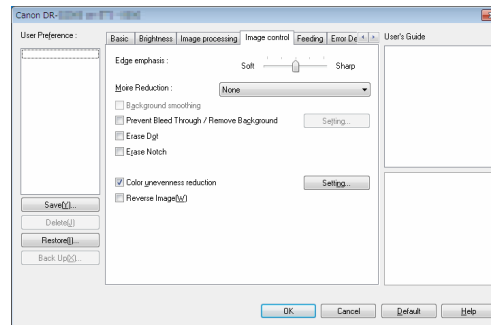 Canon DR-
User Preference :
Basic Brightness Image processing Image control Feeding Error De
User's Guide
Edge emphasis :
Soft Sharp
Moire Reduction : None
Background smoothing
Prevent Bleed Through / Remove Background Setting...
Erase Dot
Erase Notch
Color unevenness reduction Setting...
Reverse Image(W)
Save(Y)...
Delete(J)
Restore(I)...
Back Up(X)...
OK Cancel Default Help